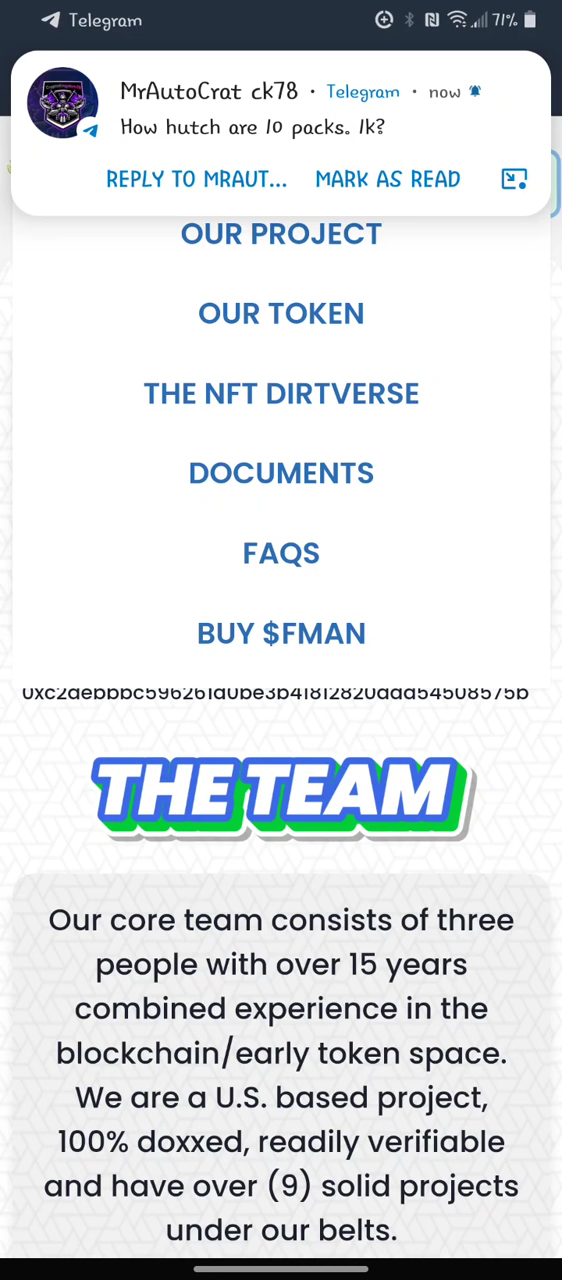 Telegram
71%
MrAutoCrat ck78 · Telegram · now
How hutch are 10 packs. 1k?
REPLY TO MRAUT... MARK AS READ
OUR PROJECT
OUR TOKEN
THE NFT DIRTVERSE
DOCUMENTS
FAQS
BUY $FMAN
THE TEAM
Our core team consists of three
people with over 15 years
combined experience in the
blockchain/early token space.
We are a U.S. based project,
100% doxxed, readily verifiable
and have over (9) solid projects
under our belts.